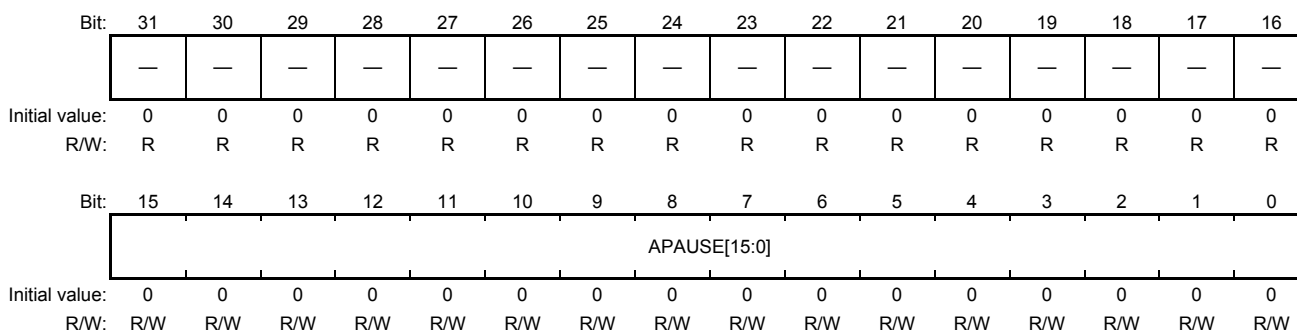 Bit: 31 30 29 28 27 26 25 24 23 22 21 20 19 18 17 16
— — — — — — — — — — — — — — — —
Initial value: 0 0 0 0 0 0 0 0 0 0 0 0 0 0 0 0
R/W: R R R R R R R R R R R R R R R R
Bit: 15 14 13 12 11 10 9 8 7 6 5 4 3 2 1 0
APAUSE[15:0]
Initial value: 0 0 0 0 0 0 0 0 0 0 0 0 0 0 0 0
R/W: R/W R/W R/W R/W R/W R/W R/W R/W R/W R/W R/W R/W R/W R/W R/W R/W